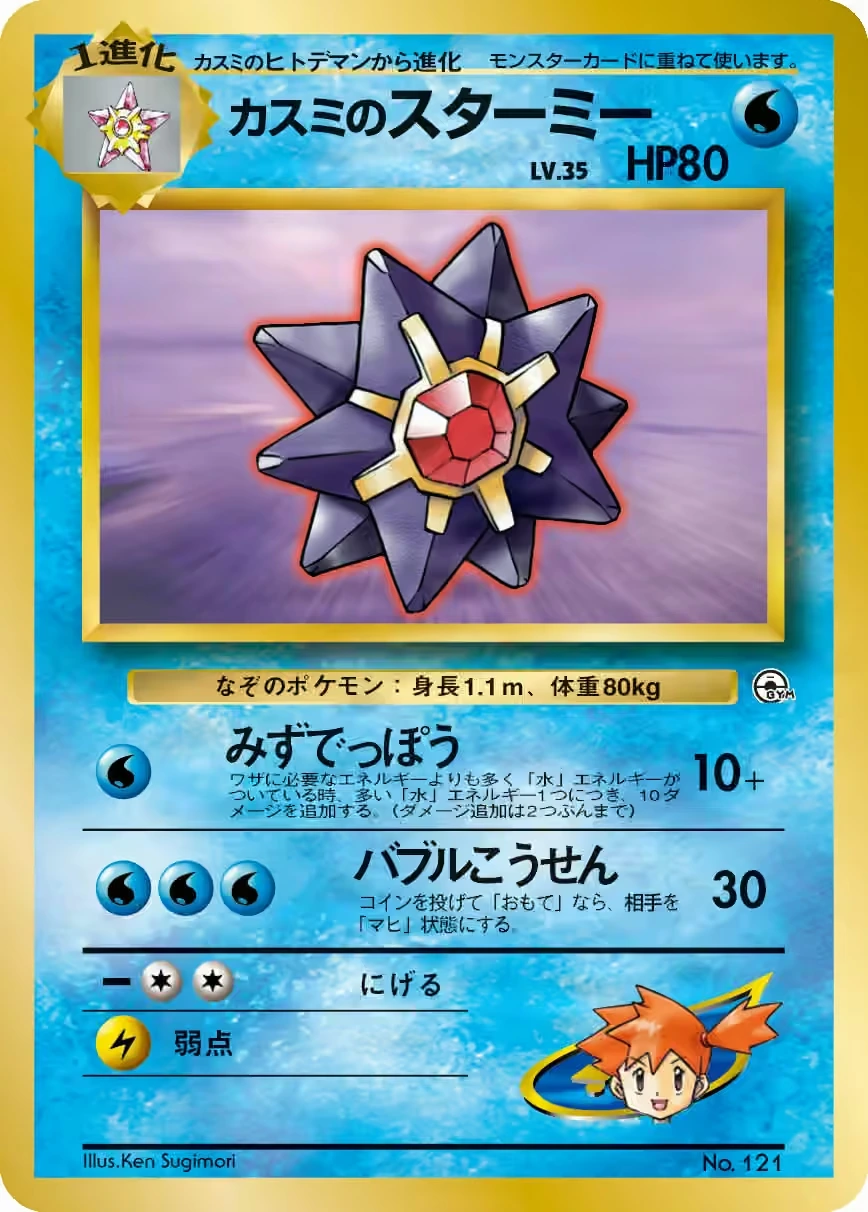 1進化
カスミのヒトデマンから進化 モンスターカードに重ねて使います。
カスミのスターミー
LV.35 HP80
なぞのポケモン：身長1.1m、体重80kg
GYM
みずでっぽう
ワザに必要なエネルギーよりも多く「水」エネルギーが
ついている時、多い「水」エネルギー1つにつき、10ダ
メージを追加する。（ダメージ追加は2つぶんまで）
10+
バブルこうせん
コインを投げて「おもて」なら、相手を
「マヒ」状態にする。
30
にげる
弱点
Illus.Ken Sugimori
No. 121